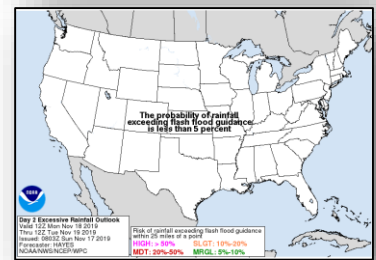 The probability of rainfall
exceeding flash flood guidance
is less than 5 percent
NOAA
Day 2 Excessive Rainfall Outlook
Valid 12Z Mon Nov 18 2019
Thru 12Z Tue Nov 19 2019
Issued: 0803Z Sun Nov 17 2019
Forecaster: HAYES
NOAA/NWS/NCEP/WPC
Risk of rainfall exceeding flash flood guidance
within 25 miles of a point
HIGH: > 50% SLGT: 10%-20%
MDT: 20%-50% MRGL: 5%-10%